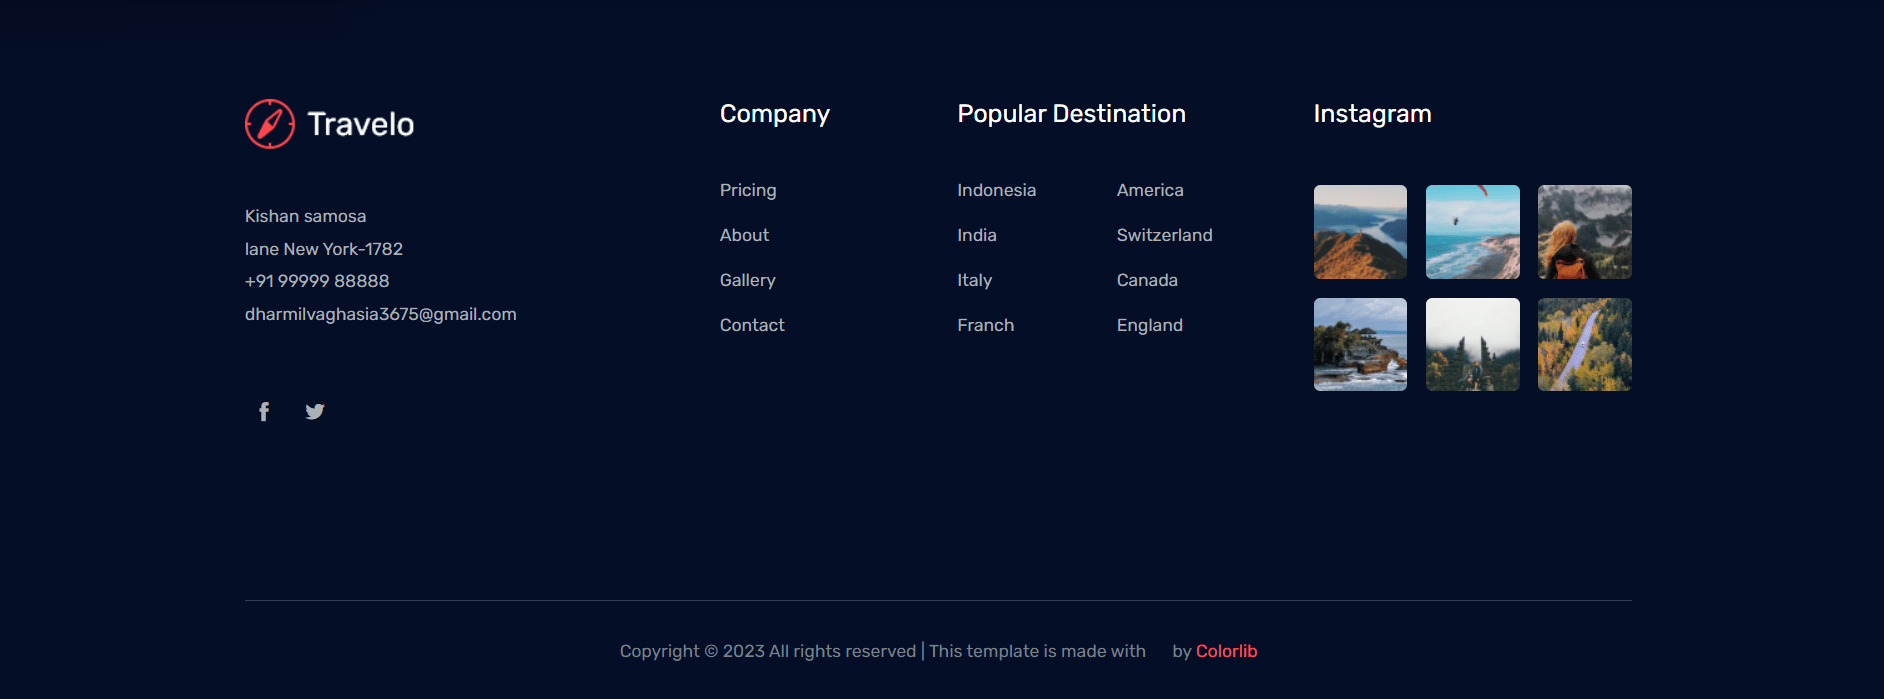 Travelo
Kishan samosa
lane New York-1782
+91 99999 88888
dharmilvaghasia3675@gmail.com
Company
Pricing
About
Gallery
Contact
Popular Destination
Indonesia
India
Italy
Franch
America
Switzerland
Canada
England
Instagram
Copyright © 2023 All rights reserved | This template is made with by Colorlib